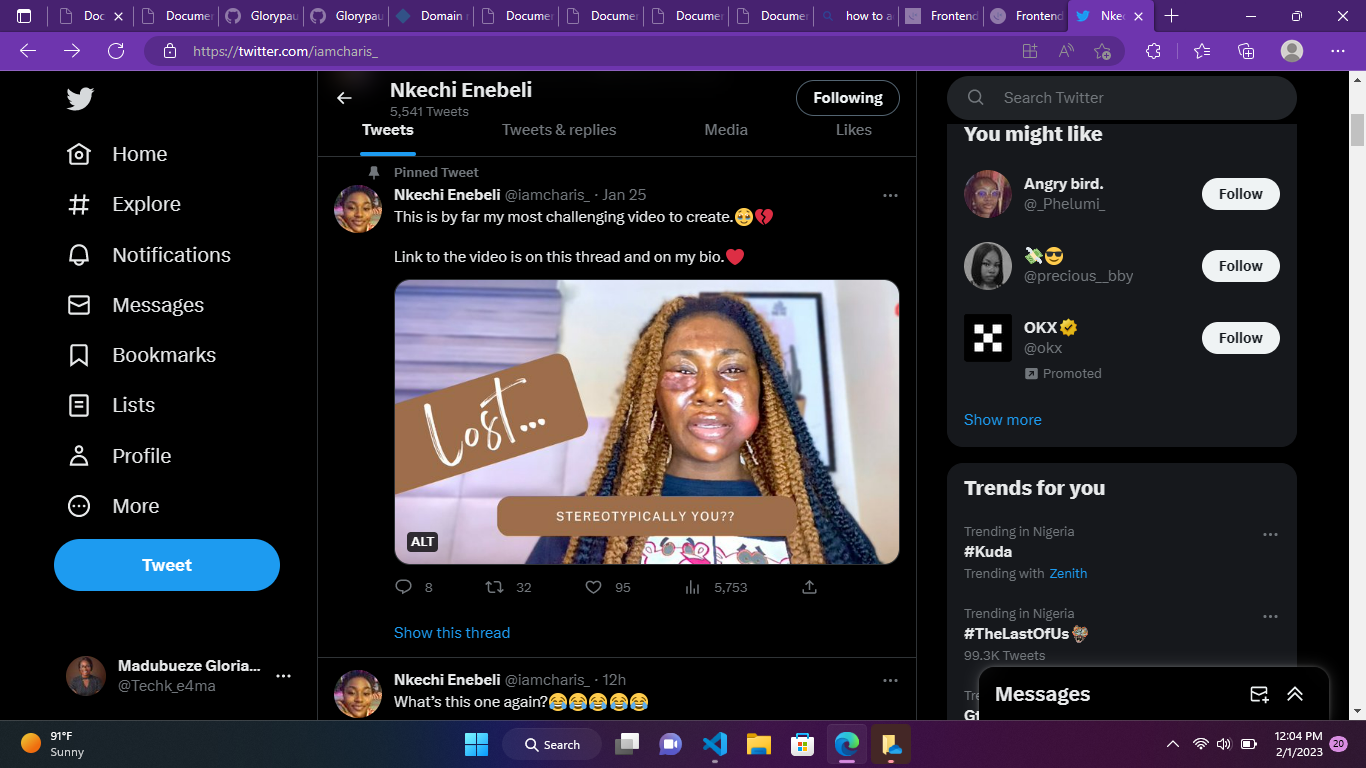 Doc
Documen
Glorypau
Glorypau
Domain n
Documen
Documen
Documen
Documen
how to a
Frontend
Frontend
Nkec
https://twitter.com/iamcharis_
Home
Explore
Notifications
Messages
Bookmarks
Lists
Profile
More
Tweet
Madubueze Gloria...
@Techk_e4ma
Nkechi Enebeli
5,541 Tweets
Following
Tweets
Tweets & replies
Media
Likes
Pinned Tweet
Nkechi Enebeli @iamcharis_ · Jan 25
This is by far my most challenging video to create.🥹💔
Link to the video is on this thread and on my bio.❤️
Lost...
STEREOTYPICALLY YOU??
ALT
8
32
95
5,753
Show this thread
Nkechi Enebeli @iamcharis_ · 12h
What's this one again?😂😂😂😂😂
Search Twitter
You might like
Angry bird.
@_Phelumi_
Follow
💸😎
@precious__bby
Follow
OKX
@okx
Follow
Promoted
Show more
Trends for you
Trending in Nigeria
#Kuda
Trending with Zenith
Trending in Nigeria
#TheLastOfUs
99.3K Tweets
Messages
91°F
Sunny
Search
12:04 PM
2/1/2023
20